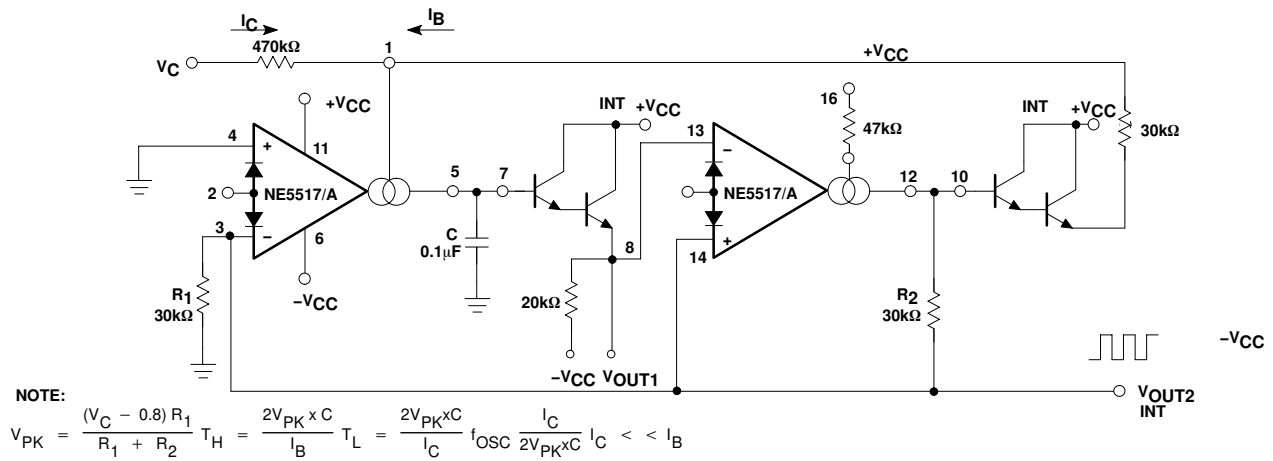 IC
IB
470kΩ
1
VC
+VCC
+VCC
INT
+VCC
16
INT
+VCC
4
+
11
5
7
13
−
47kΩ
30kΩ
2
NE5517/A
NE5517/A
12
10
3
−
6
C
0.1μF
8
+
14
R1
30kΩ
−VCC
20kΩ
R2
30kΩ
−VCC
−VCC
VOUT1
VOUT2
INT
NOTE:
VPK = (VC − 0.8) R1 / R1 + R2 TH = 2VPK x C / IB TL = 2VPKxC / IC fOSC IC / 2VPKxC IC < < IB